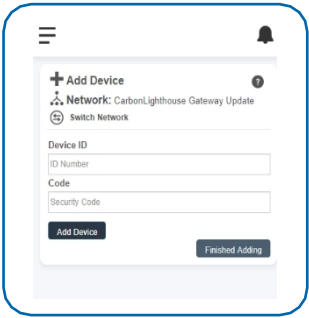 Add Device
?
Network: CarbonLighthouse Gateway Update
Switch Network
Device ID
ID Number
Code
Security Code
Add Device
Finished Adding